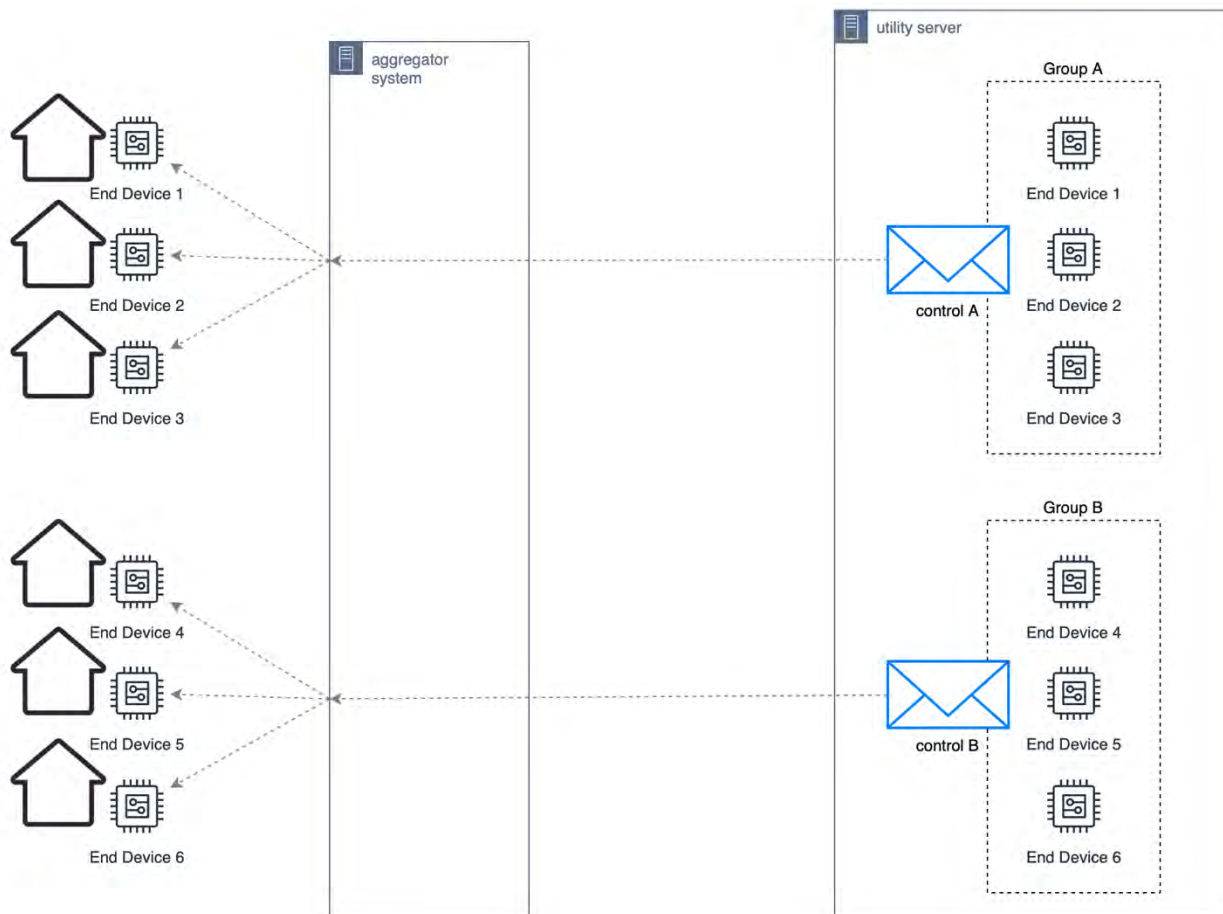 utility server
aggregator
system
Group A
End Device 1
End Device 1
End Device 2
End Device 2
control A
End Device 3
End Device 3
Group B
End Device 4
End Device 4
End Device 5
End Device 5
control B
End Device 6
End Device 6